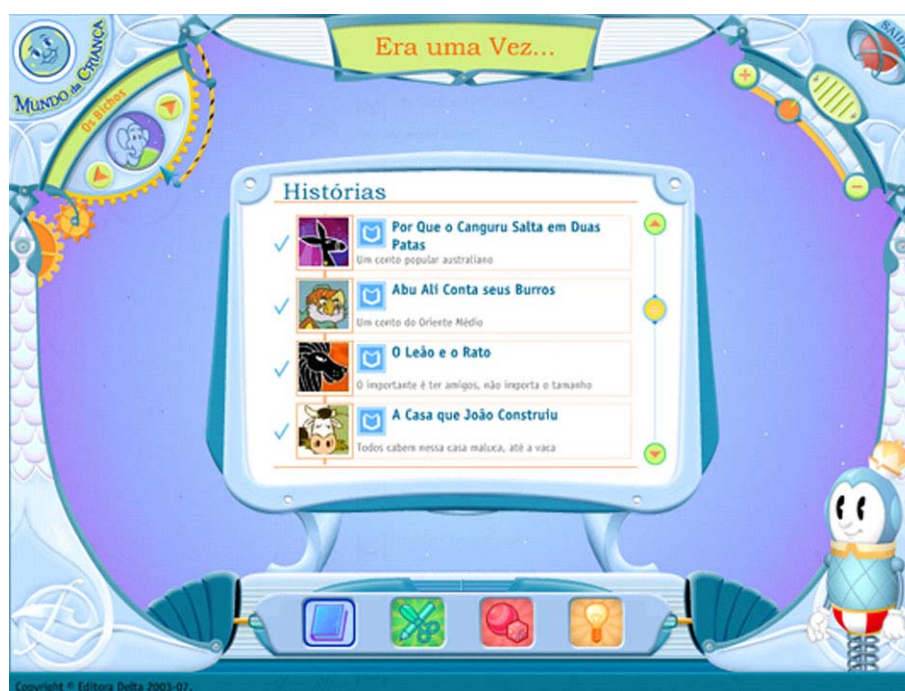 Era uma Vez...
SAÍDA
MUNDO da CRIANÇA
Os Bichos
Histórias
Por Que o Canguru Salta em Duas
Patas
Um conto popular australiano
Abu Ali Conta seus Burros
Um conto do Oriente Médio
O Leão e o Rato
O importante é ter amigos, não importa o tamanho
A Casa que João Construiu
Todos cabem nessa casa maluca, até a vaca
Copyright © Editora Delta 2003-07.